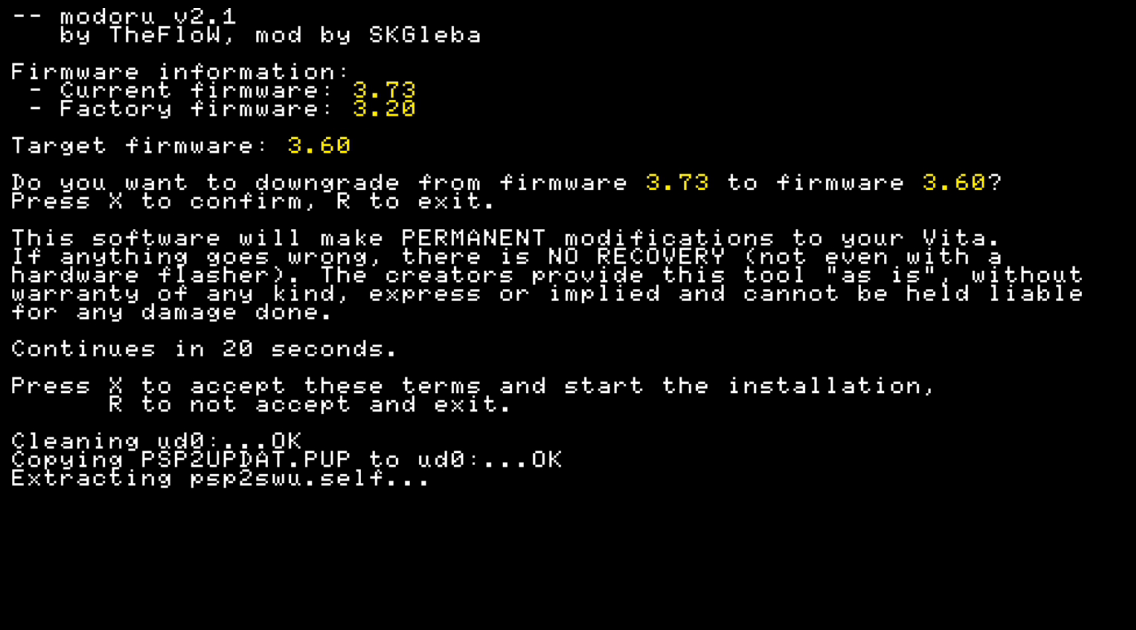 -- modoru v2.1
by TheFloW, mod by SKGleba
Firmware information:
- Current firmware: 3.73
- Factory firmware: 3.20
Target firmware: 3.60
Do you want to downgrade from firmware 3.73 to firmware 3.60?
Press X to confirm, R to exit.
This software will make PERMANENT modifications to your Vita.
If anything goes wrong, there is NO RECOVERY (not even with a
hardware flasher). The creators provide this tool "as is", without
warranty of any kind, express or implied and cannot be held liable
for any damage done.
Continues in 20 seconds.
Press X to accept these terms and start the installation,
R to not accept and exit.
Cleaning ud0:...OK
Copying PSP2UPDAT.PUP to ud0:...OK
Extracting psp2swu.self...